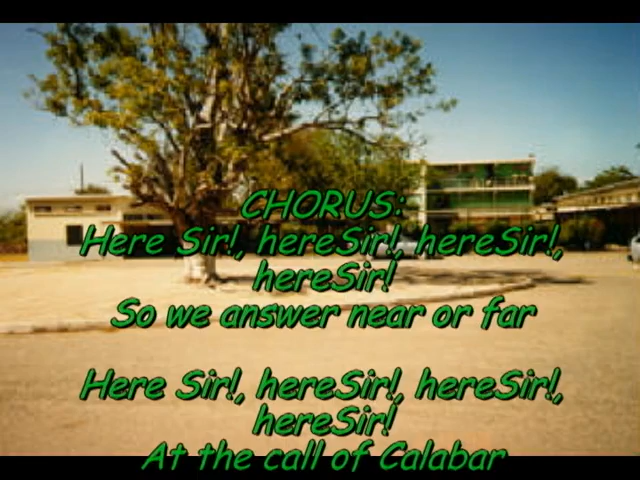 CHORUS:
Here Sir!, hereSir!, hereSir!,
hereSir!
So we answer near or far
Here Sir!, hereSir!, hereSir!,
hereSir!
At the call of Calabar